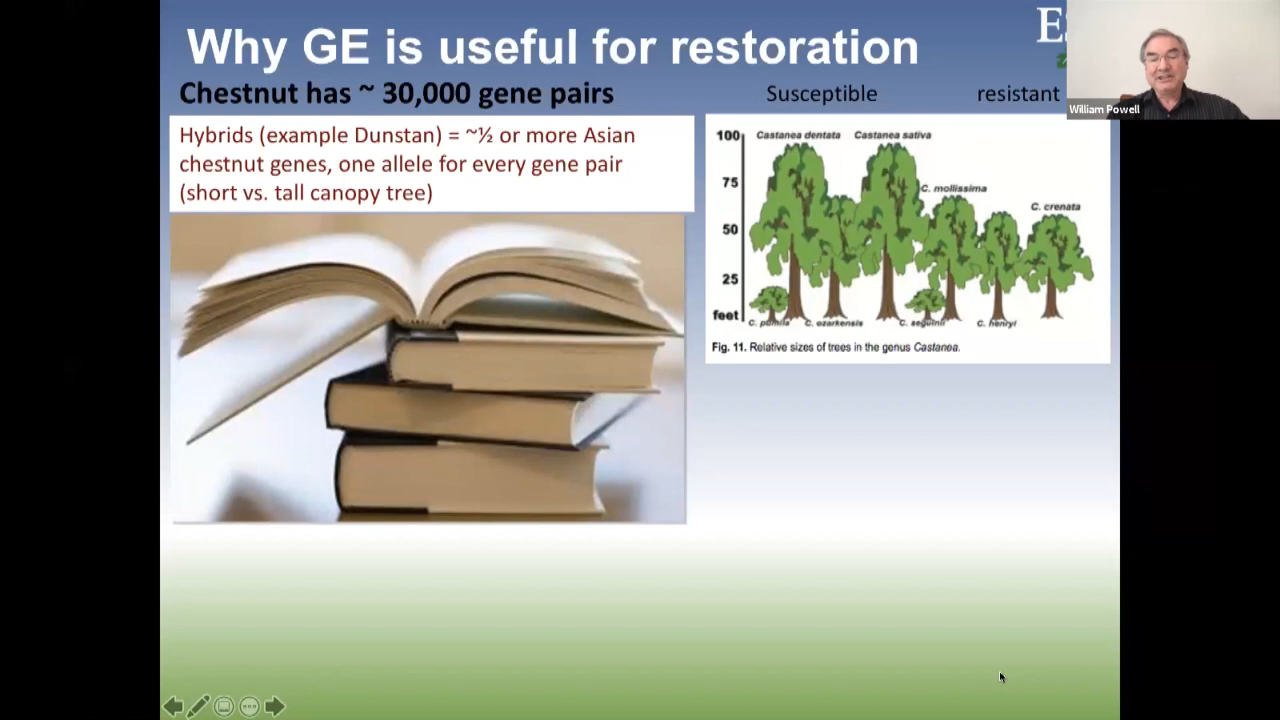 Why GE is useful for restoration
Chestnut has ~ 30,000 gene pairs
Susceptible
resistant
William Powell
Hybrids (example Dunstan) = ~½ or more Asian
chestnut genes, one allele for every gene pair
(short vs. tall canopy tree)
100
Castanea dentata
Castanea sativa
75
C. mollissima
C. crenata
50
25
feet
C. pumila
C. ozarkensis
C. seguinii
C. henryi
Fig. 11. Relative sizes of trees in the genus Castanea.